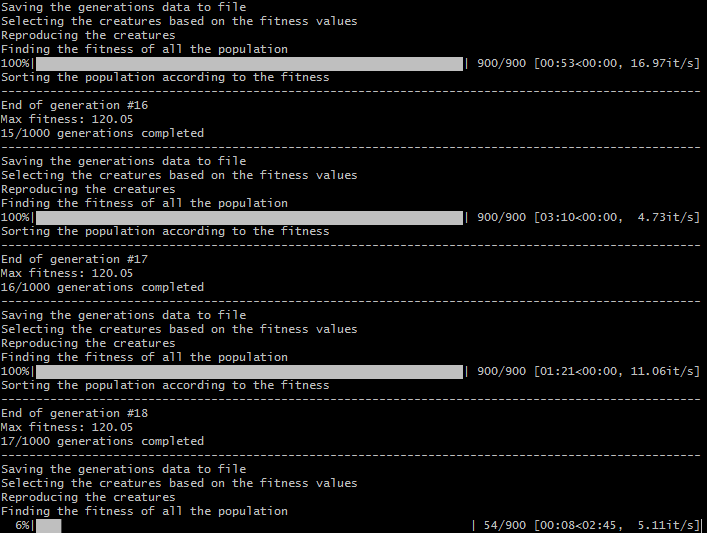 Saving the generations data to file
Selecting the creatures based on the fitness values
Reproducing the creatures
Finding the fitness of all the population
100%| | 900/900 [00:53<00:00, 16.97it/s]
Sorting the population according to the fitness
----------------------------------------------------------------------------------------------------
End of generation #16
Max fitness: 120.05
15/1000 generations completed
----------------------------------------------------------------------------------------------------
Saving the generations data to file
Selecting the creatures based on the fitness values
Reproducing the creatures
Finding the fitness of all the population
100%| | 900/900 [03:10<00:00, 4.73it/s]
Sorting the population according to the fitness
----------------------------------------------------------------------------------------------------
End of generation #17
Max fitness: 120.05
16/1000 generations completed
----------------------------------------------------------------------------------------------------
Saving the generations data to file
Selecting the creatures based on the fitness values
Reproducing the creatures
Finding the fitness of all the population
100%| | 900/900 [01:21<00:00, 11.06it/s]
Sorting the population according to the fitness
----------------------------------------------------------------------------------------------------
End of generation #18
Max fitness: 120.05
17/1000 generations completed
----------------------------------------------------------------------------------------------------
Saving the generations data to file
Selecting the creatures based on the fitness values
Reproducing the creatures
Finding the fitness of all the population
6%| | 54/900 [00:08<02:45, 5.11it/s]